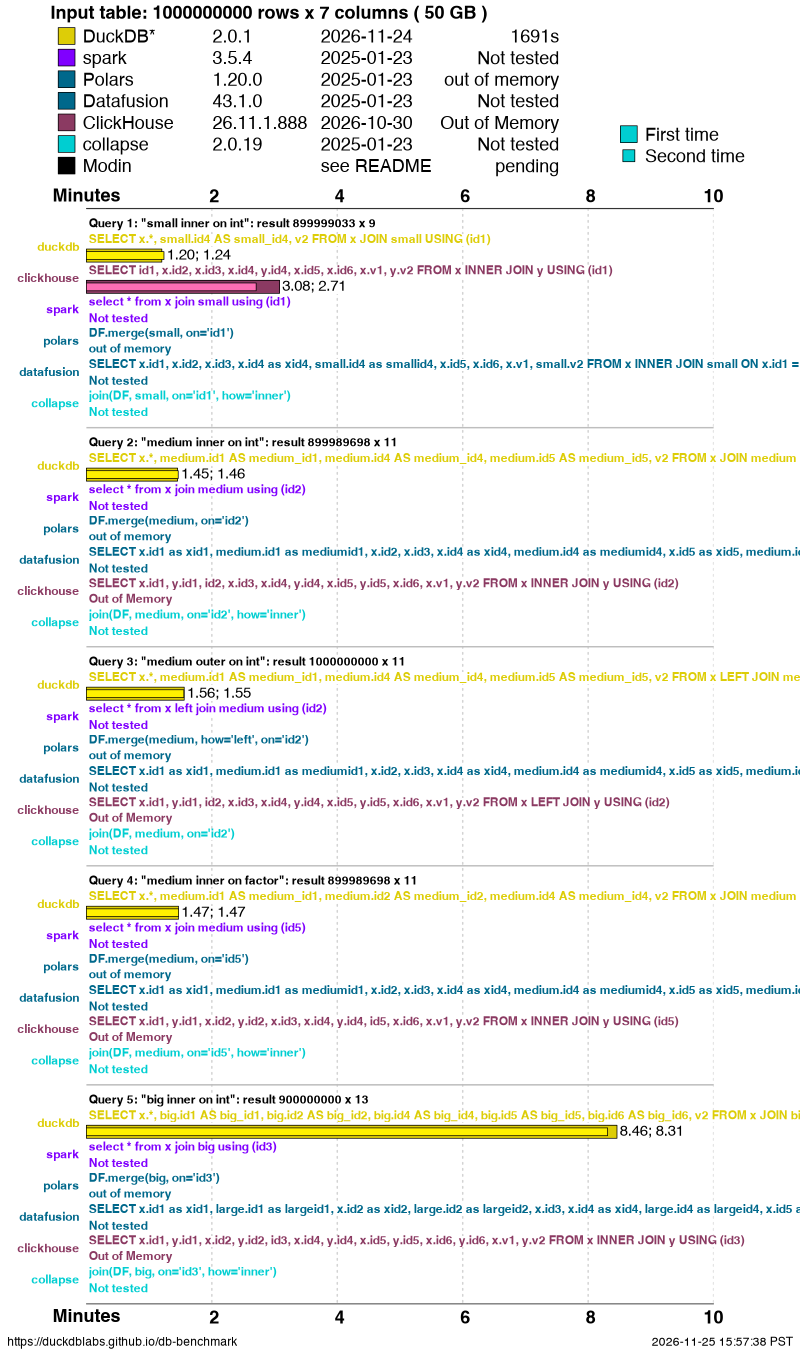 Input table: 1000000000 rows x 7 columns ( 50 GB )
DuckDB* 2.0.1 2026-11-24 1691s
spark 3.5.4 2025-01-23 Not tested
Polars 1.20.0 2025-01-23 out of memory
Datafusion 43.1.0 2025-01-23 Not tested
ClickHouse 26.11.1.888 2026-10-30 Out of Memory
collapse 2.0.19 2025-01-23 Not tested
Modin see README pending
First time
Second time
Minutes 2 4 6 8 10
Query 1: "small inner on int": result 899999033 x 9
duckdb SELECT x.*, small.id4 AS small_id4, v2 FROM x JOIN small USING (id1)
1.20; 1.24
clickhouse SELECT id1, x.id2, x.id3, x.id4, y.id4, x.id5, x.id6, x.v1, y.v2 FROM x INNER JOIN y USING (id1)
3.08; 2.71
spark select * from x join small using (id1)
Not tested
polars DF.merge(small, on='id1')
out of memory
datafusion SELECT x.id1, x.id2, x.id3, x.id4 as xid4, small.id4 as smallid4, x.id5, x.id6, x.v1, small.v2 FROM x INNER JOIN small ON x.id1 =
Not tested
collapse join(DF, small, on='id1', how='inner')
Not tested
Query 2: "medium inner on int": result 899989698 x 11
duckdb SELECT x.*, medium.id1 AS medium_id1, medium.id4 AS medium_id4, medium.id5 AS medium_id5, v2 FROM x JOIN medium
1.45; 1.46
spark select * from x join medium using (id2)
Not tested
polars DF.merge(medium, on='id2')
out of memory
datafusion SELECT x.id1 as xid1, medium.id1 as mediumid1, x.id2, x.id3, x.id4 as xid4, medium.id4 as mediumid4, x.id5 as xid5, medium.id
Not tested
clickhouse SELECT x.id1, y.id1, id2, x.id3, x.id4, y.id4, x.id5, y.id5, x.id6, x.v1, y.v2 FROM x INNER JOIN y USING (id2)
Out of Memory
collapse join(DF, medium, on='id2', how='inner')
Not tested
Query 3: "medium outer on int": result 1000000000 x 11
duckdb SELECT x.*, medium.id1 AS medium_id1, medium.id4 AS medium_id4, medium.id5 AS medium_id5, v2 FROM x LEFT JOIN me
1.56; 1.55
spark select * from x left join medium using (id2)
Not tested
polars DF.merge(medium, how='left', on='id2')
out of memory
datafusion SELECT x.id1 as xid1, medium.id1 as mediumid1, x.id2, x.id3, x.id4 as xid4, medium.id4 as mediumid4, x.id5 as xid5, medium.id
Not tested
clickhouse SELECT x.id1, y.id1, id2, x.id3, x.id4, y.id4, x.id5, y.id5, x.id6, x.v1, y.v2 FROM x LEFT JOIN y USING (id2)
Out of Memory
collapse join(DF, medium, on='id2')
Not tested
Query 4: "medium inner on factor": result 899989698 x 11
duckdb SELECT x.*, medium.id1 AS medium_id1, medium.id2 AS medium_id2, medium.id4 AS medium_id4, v2 FROM x JOIN medium
1.47; 1.47
spark select * from x join medium using (id5)
Not tested
polars DF.merge(medium, on='id5')
out of memory
datafusion SELECT x.id1 as xid1, medium.id1 as mediumid1, x.id2, x.id3, x.id4 as xid4, medium.id4 as mediumid4, x.id5 as xid5, medium.id
Not tested
clickhouse SELECT x.id1, y.id1, x.id2, y.id2, x.id3, x.id4, y.id4, id5, x.id6, x.v1, y.v2 FROM x INNER JOIN y USING (id5)
Out of Memory
collapse join(DF, medium, on='id5', how='inner')
Not tested
Query 5: "big inner on int": result 900000000 x 13
duckdb SELECT x.*, big.id1 AS big_id1, big.id2 AS big_id2, big.id4 AS big_id4, big.id5 AS big_id5, big.id6 AS big_id6, v2 FROM x JOIN bi
8.46; 8.31
spark select * from x join big using (id3)
Not tested
polars DF.merge(big, on='id3')
out of memory
datafusion SELECT x.id1 as xid1, large.id1 as largeid1, x.id2 as xid2, large.id2 as largeid2, x.id3, x.id4 as xid4, large.id4 as largeid4, x.id5 a
Not tested
clickhouse SELECT x.id1, y.id1, x.id2, y.id2, id3, x.id4, y.id4, x.id5, y.id5, x.id6, y.id6, x.v1, y.v2 FROM x INNER JOIN y USING (id3)
Out of Memory
collapse join(DF, big, on='id3', how='inner')
Not tested
Minutes 2 4 6 8 10
https://duckdblabs.github.io/db-benchmark
2026-11-25 15:57:38 PST